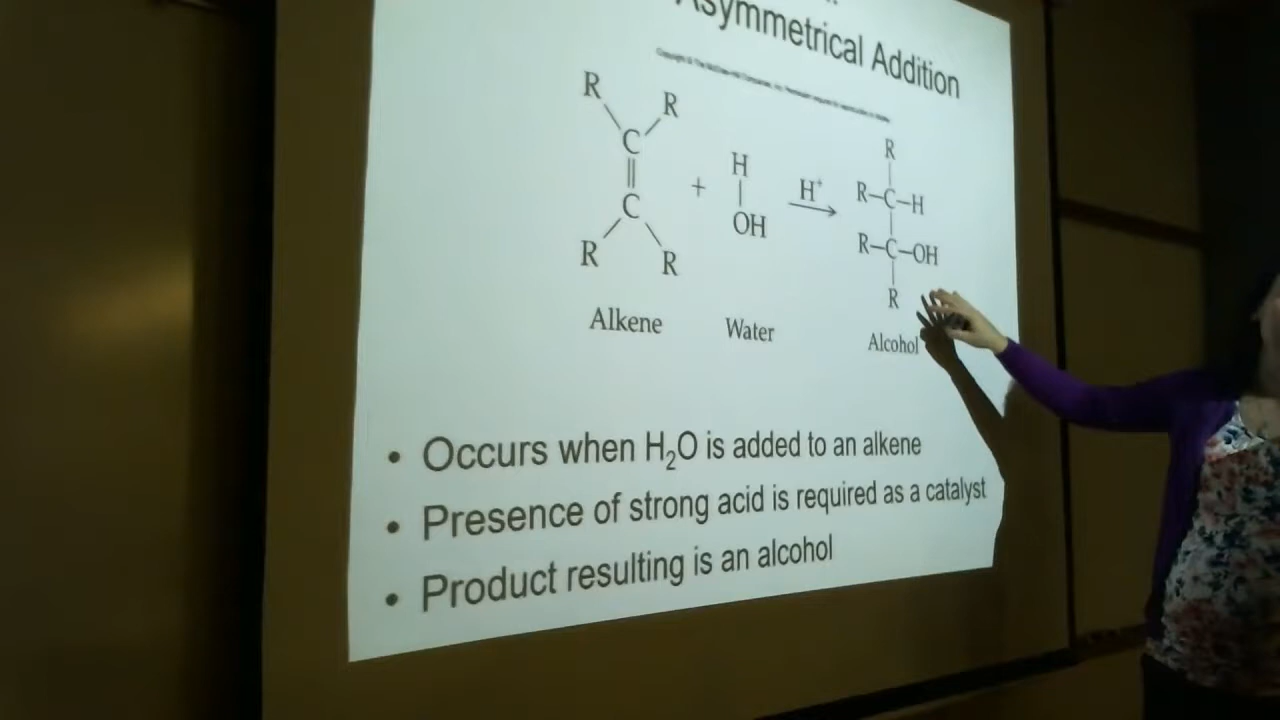 Asymmetrical Addition
R
R
C
C
R
R
+
H
OH
H⁺
R
R–C–H
R–C–OH
R
Alkene
Water
Alcohol
• Occurs when H₂O is added to an alkene
• Presence of strong acid is required as a catalyst
• Product resulting is an alcohol